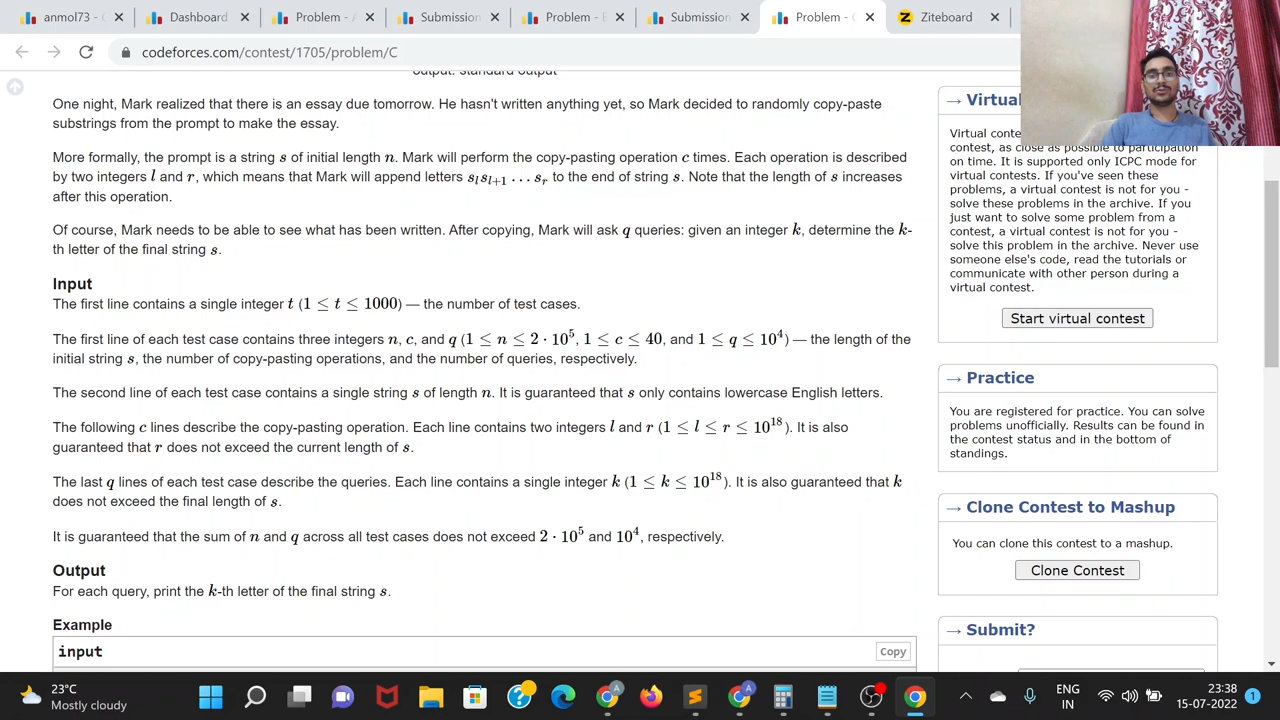 anmol73 - C
Dashboard
Problem - A
Submission
Problem - E
Submission
Problem - C
Ziteboard
codeforces.com/contest/1705/problem/C
output: standard output
One night, Mark realized that there is an essay due tomorrow. He hasn't written anything yet, so Mark decided to randomly copy-paste
substrings from the prompt to make the essay.
More formally, the prompt is a string s of initial length n. Mark will perform the copy-pasting operation c times. Each operation is described
by two integers l and r, which means that Mark will append letters s_l s_{l+1} … s_r to the end of string s. Note that the length of s increases
after this operation.
Of course, Mark needs to be able to see what has been written. After copying, Mark will ask q queries: given an integer k, determine the k-
th letter of the final string s.
Input
The first line contains a single integer t (1 ≤ t ≤ 1000) — the number of test cases.
The first line of each test case contains three integers n, c, and q (1 ≤ n ≤ 2 · 10^5, 1 ≤ c ≤ 40, and 1 ≤ q ≤ 10^4) — the length of the
initial string s, the number of copy-pasting operations, and the number of queries, respectively.
The second line of each test case contains a single string s of length n. It is guaranteed that s only contains lowercase English letters.
The following c lines describe the copy-pasting operation. Each line contains two integers l and r (1 ≤ l ≤ r ≤ 10^18). It is also
guaranteed that r does not exceed the current length of s.
The last q lines of each test case describe the queries. Each line contains a single integer k (1 ≤ k ≤ 10^18). It is also guaranteed that k
does not exceed the final length of s.
It is guaranteed that the sum of n and q across all test cases does not exceed 2 · 10^5 and 10^4, respectively.
Output
For each query, print the k-th letter of the final string s.
Example
input
Copy
→ Virtua
Virtual conte
contest, as close as possible to participation
on time. It is supported only ICPC mode for
virtual contests. If you've seen these
problems, a virtual contest is not for you -
solve these problems in the archive. If you
just want to solve some problem from a
contest, a virtual contest is not for you -
solve this problem in the archive. Never use
someone else's code, read the tutorials or
communicate with other person during a
virtual contest.
Start virtual contest
→ Practice
You are registered for practice. You can solve
problems unofficially. Results can be found in
the contest status and in the bottom of
standings.
→ Clone Contest to Mashup
You can clone this contest to a mashup.
Clone Contest
→ Submit?
23°C
Mostly cloudy
ENG
IN
23:38
15-07-2022
1